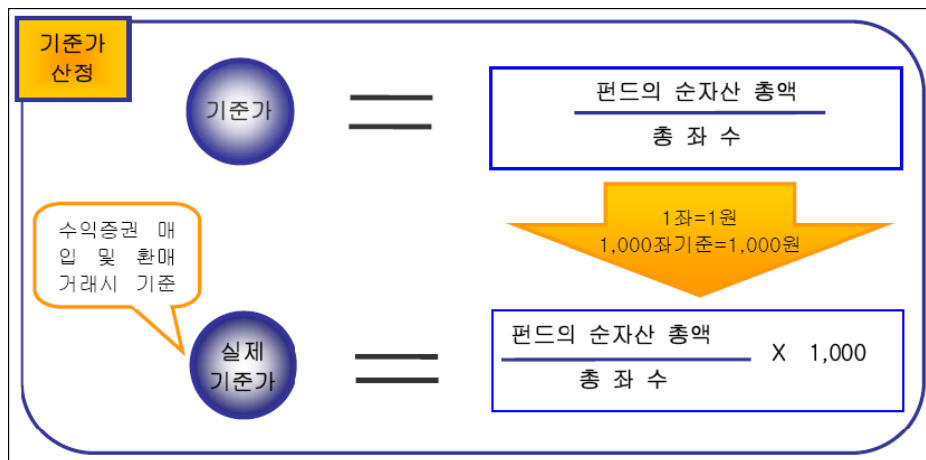 기준가
산정
기준가
펀드의 순자산 총액
총 좌 수
수익증권 매
입 및 환매
거래시 기준
1좌=1원
1,000좌기준=1,000원
실제
기준가
펀드의 순자산 총액
총 좌 수
X 1,000